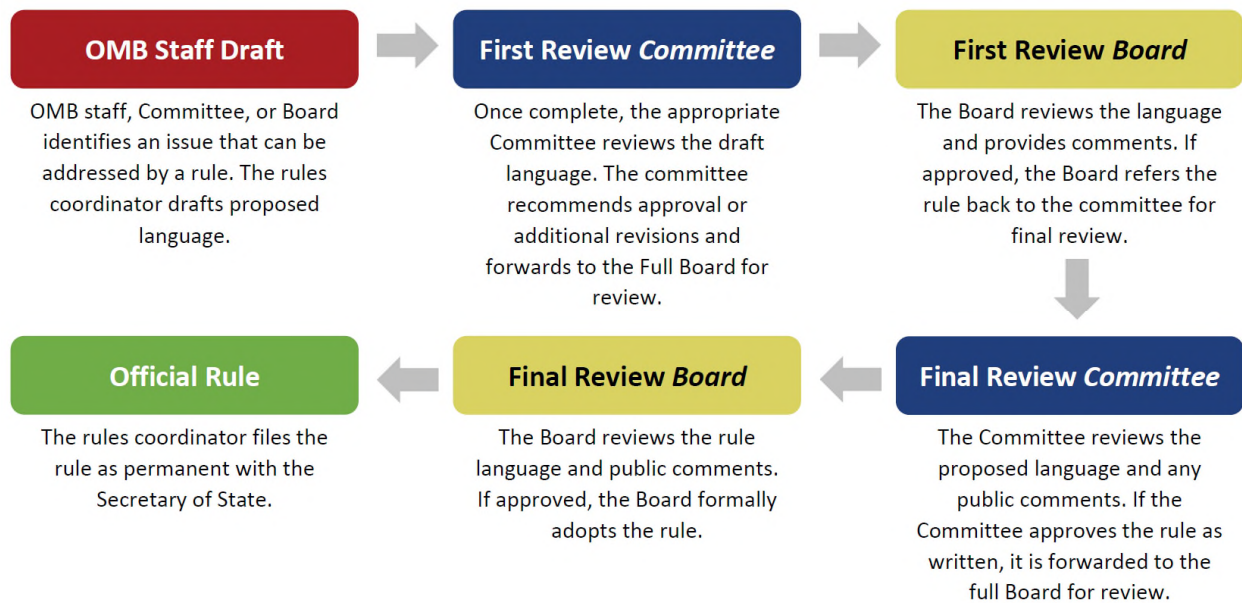 OMB Staff Draft
OMB staff, Committee, or Board
identifies an issue that can be
addressed by a rule. The rules
coordinator drafts proposed
language.
First Review Committee
Once complete, the appropriate
Committee reviews the draft
language. The committee
recommends approval or
additional revisions and
forwards to the Full Board for
review.
First Review Board
The Board reviews the language
and provides comments. If
approved, the Board refers the
rule back to the committee for
final review.
Final Review Committee
The Committee reviews the
proposed language and any
public comments. If the
Committee approves the rule as
written, it is forwarded to the
full Board for review.
Final Review Board
The Board reviews the rule
language and public comments.
If approved, the Board formally
adopts the rule.
Official Rule
The rules coordinator files the
rule as permanent with the
Secretary of State.